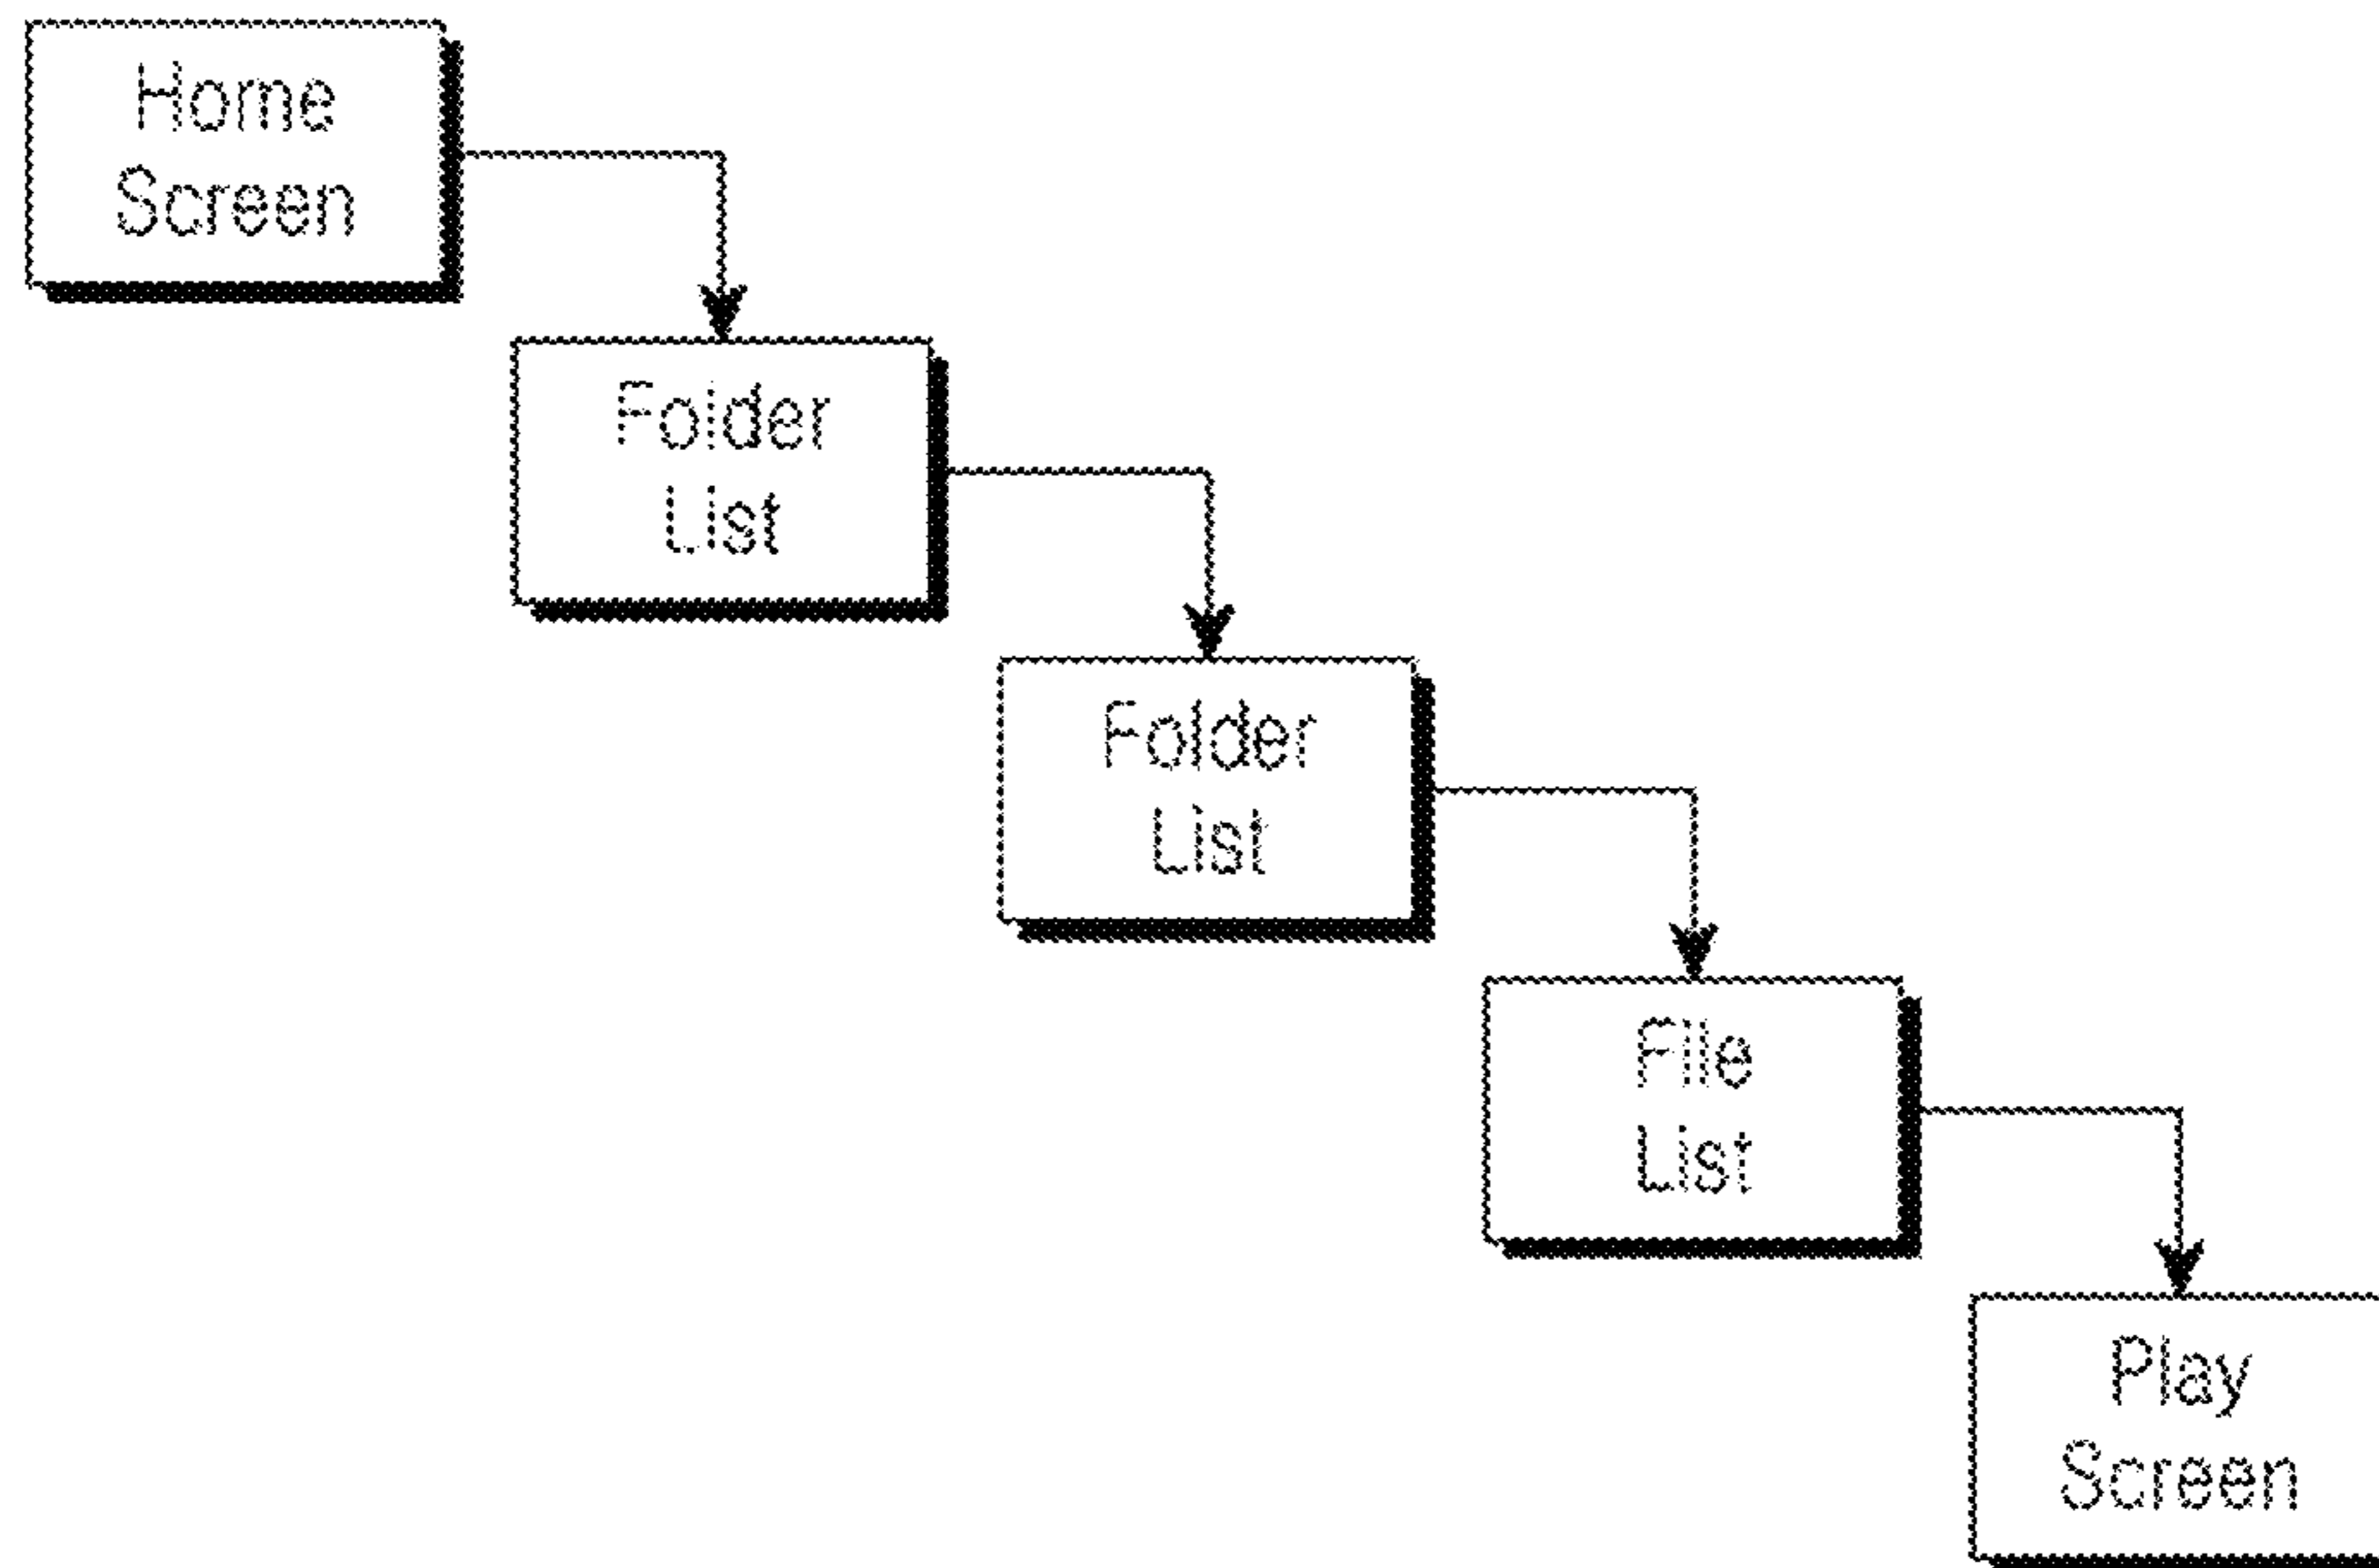 Home
Screen
Folder
List
Folder
List
File
List
Play
Screen